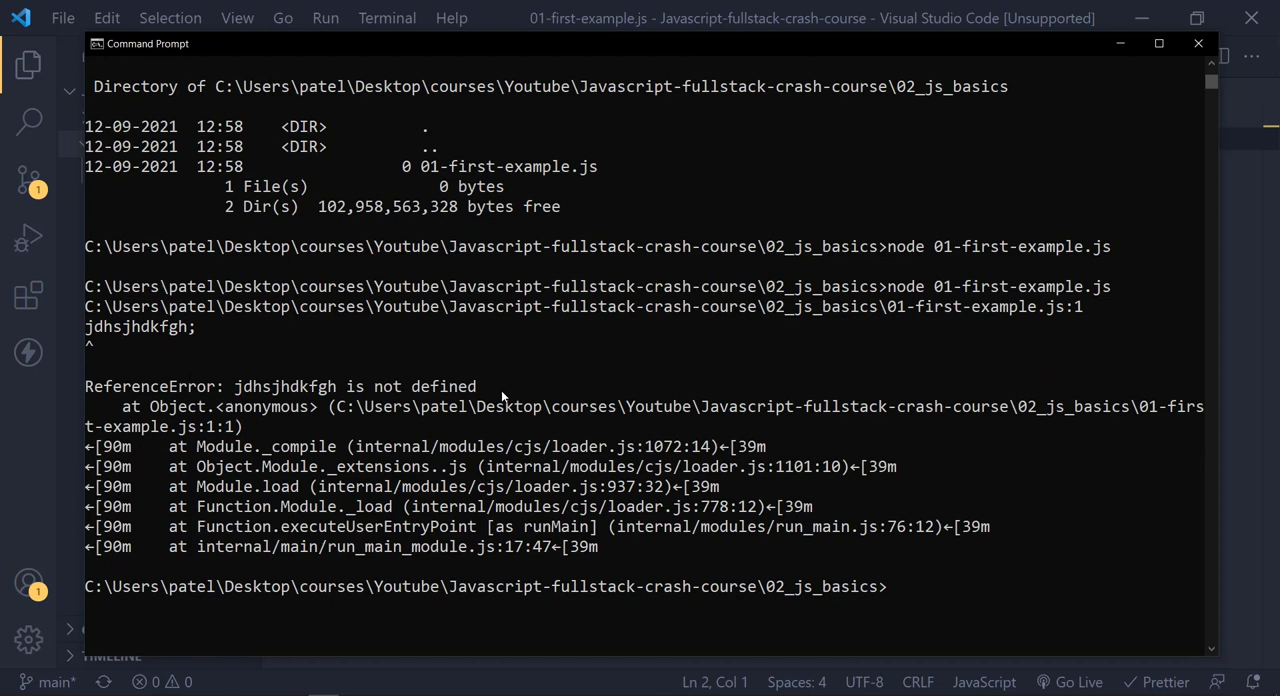 File Edit Selection View Go Run Terminal Help 01-first-example.js - Javascript-fullstack-crash-course - Visual Studio Code [Unsupported]
Command Prompt
Directory of C:\Users\patel\Desktop\courses\Youtube\Javascript-fullstack-crash-course\02_js_basics
12-09-2021 12:58 <DIR> .
12-09-2021 12:58 <DIR> ..
12-09-2021 12:58 0 01-first-example.js
1 File(s) 0 bytes
2 Dir(s) 102,958,563,328 bytes free
C:\Users\patel\Desktop\courses\Youtube\Javascript-fullstack-crash-course\02_js_basics>node 01-first-example.js
C:\Users\patel\Desktop\courses\Youtube\Javascript-fullstack-crash-course\02_js_basics>node 01-first-example.js
C:\Users\patel\Desktop\courses\Youtube\Javascript-fullstack-crash-course\02_js_basics\01-first-example.js:1
jdhsjhdkfgh;
^
ReferenceError: jdhsjhdkfgh is not defined
at Object.<anonymous> (C:\Users\patel\Desktop\courses\Youtube\Javascript-fullstack-crash-course\02_js_basics\01-firs
t-example.js:1:1)
←[90m at Module._compile (internal/modules/cjs/loader.js:1072:14)←[39m
←[90m at Object.Module._extensions..js (internal/modules/cjs/loader.js:1101:10)←[39m
←[90m at Module.load (internal/modules/cjs/loader.js:937:32)←[39m
←[90m at Function.Module._load (internal/modules/cjs/loader.js:778:12)←[39m
←[90m at Function.executeUserEntryPoint [as runMain] (internal/modules/run_main.js:76:12)←[39m
←[90m at internal/main/run_main_module.js:17:47←[39m
C:\Users\patel\Desktop\courses\Youtube\Javascript-fullstack-crash-course\02_js_basics>
1
1
TIMELINE
main* 0 0 Ln 2, Col 1 Spaces: 4 UTF-8 CRLF JavaScript Go Live Prettier